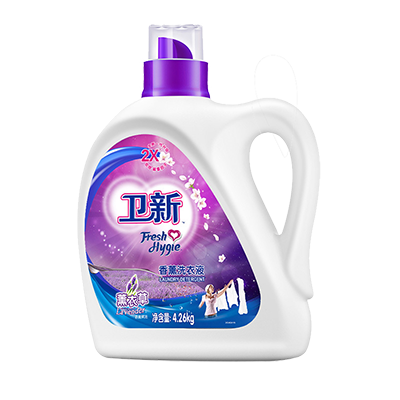 2X
卫新
Fresh
Hygie
香薰洗衣液
LAUNDRY DETERGENT
薰衣草
Lavender
净含量: 4.26kg